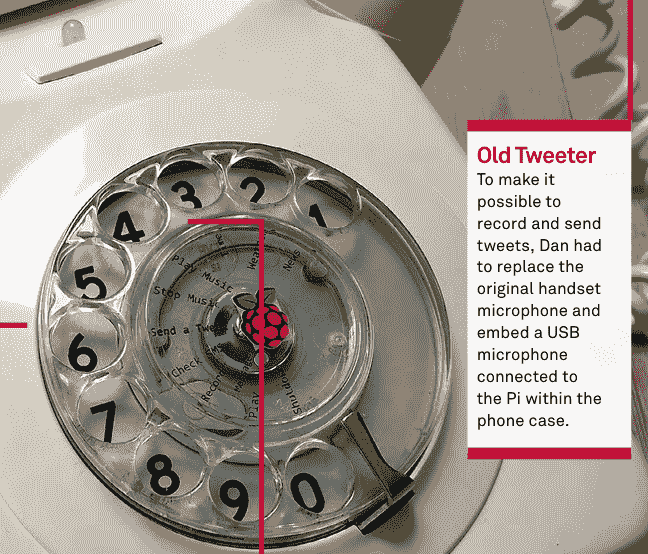 Old Tweeter
To make it
possible to
record and send
tweets, Dan had
to replace the
original handset
microphone and
embed a USB
microphone
connected to
the Pi within the
phone case.
1
2
3
4
5
6
7
8
9
0
News
Play Music
Stop Music
Send a
Check